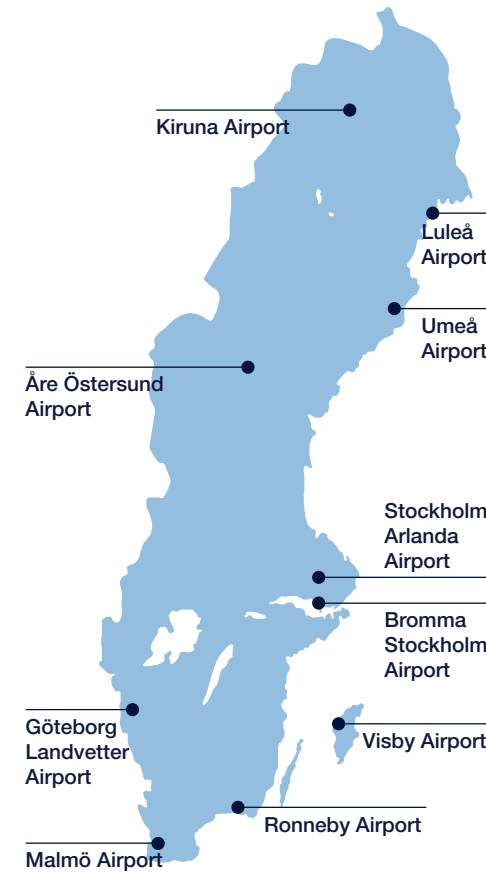 Kiruna Airport
Luleå
Airport
Umeå
Airport
Åre Östersund
Airport
Stockholm
Arlanda
Airport
Bromma
Stockholm
Airport
Göteborg
Landvetter
Airport
Visby Airport
Ronneby Airport
Malmö Airport